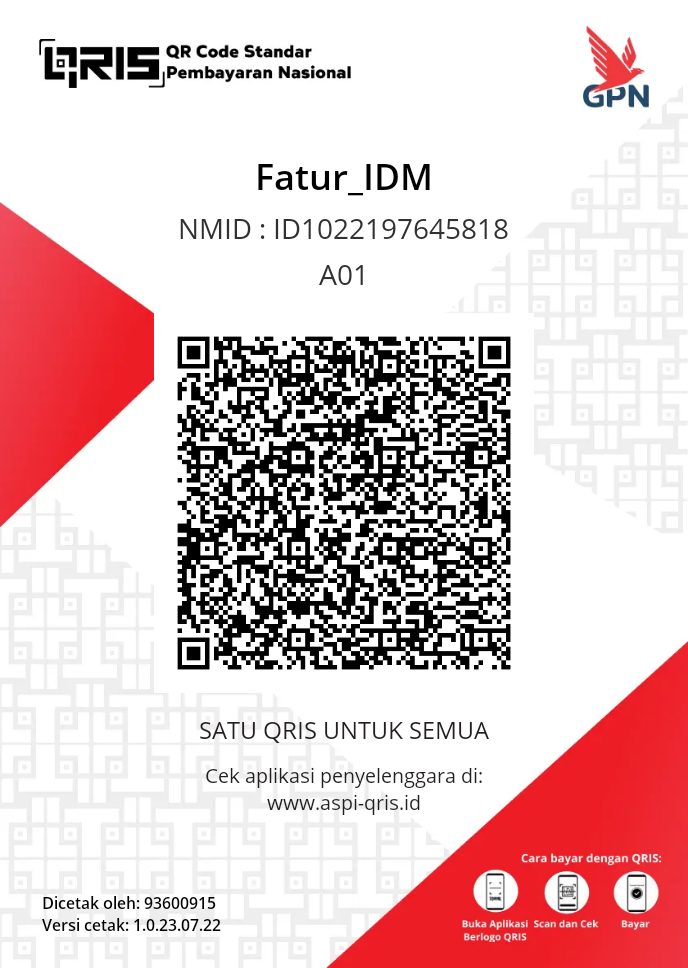 QRIS QR Code Standar
Pembayaran Nasional
GPN
Fatur_IDM
NMID : ID1022197645818
A01
SATU QRIS UNTUK SEMUA
Cek aplikasi penyelenggara di:
www.aspi-qris.id
Cara bayar dengan QRIS:
Buka Aplikasi
Berlogo QRIS
Scan dan Cek
Bayar
Dicetak oleh: 93600915
Versi cetak: 1.0.23.07.22